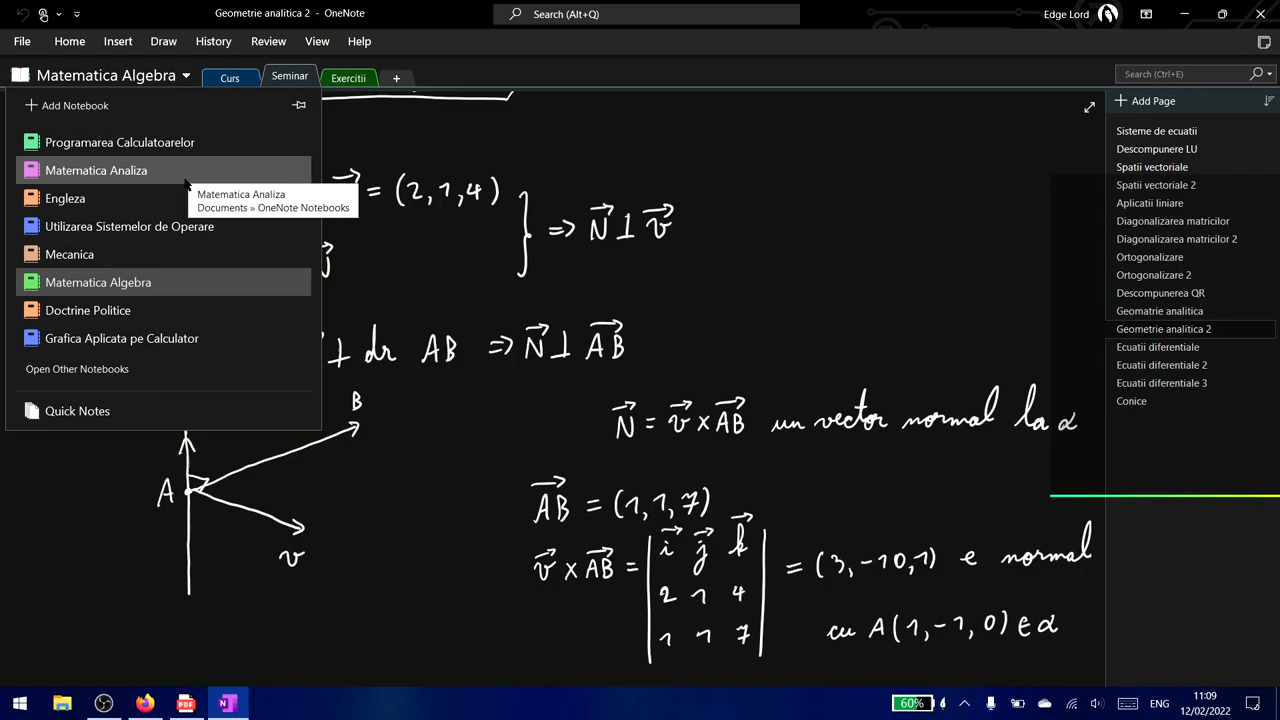 Geometrie analitica 2 - OneNote
Search (Alt+Q)
Edge Lord
File Home Insert Draw History Review View Help
Matematica Algebra
Curs Seminar Exercitii +
Search (Ctrl+E)
Add Notebook
Programarea Calculatoarelor
Matematica Analiza
Engleza
Utilizarea Sistemelor de Operare
Mecanica
Matematica Algebra
Doctrine Politice
Grafica Aplicata pe Calculator
Open Other Notebooks
Quick Notes
Matematica Analiza
Documents » OneNote Notebooks
= (2,1,4)
=> N ⊥ v
⊥ dr AB => N ⊥ AB
N = v × AB un vector normal la α
AB = (1,1,7)
v × AB = | i j k | = (3,-10,1) e normal
2 1 4
1 1 7
cu A(1,-1,0) ∈ α
B
A
v
Add Page
Sisteme de ecuatii
Descompunere LU
Spatii vectoriale
Spatii vectoriale 2
Aplicatii liniare
Diagonalizarea matricilor
Diagonalizarea matricilor 2
Ortogonalizare
Ortogonalizare 2
Descompunerea QR
Geometrie analitica
Geometrie analitica 2
Ecuatii diferentiale
Ecuatii diferentiale 2
Ecuatii diferentiale 3
Conice
60%
ENG
11:09
12/02/2022